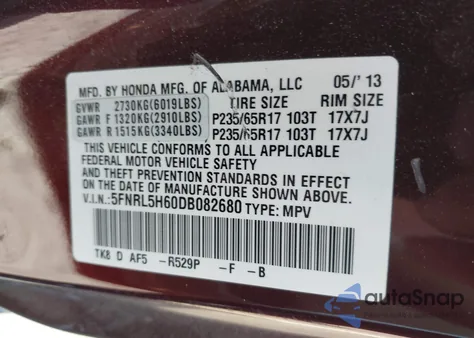 MFD. BY HONDA MFG. OF ALABAMA, LLC 05/'13
GVWR 2730KG(6019LBS) TIRE SIZE RIM SIZE
GAWR F 1320KG(2910LBS) P235/65R17 103T 17X7J
GAWR R 1515KG(3340LBS) P235/65R17 103T 17X7J
THIS VEHICLE CONFORMS TO ALL APPLICABLE
FEDERAL MOTOR VEHICLE SAFETY
AND THEFT PREVENTION STANDARDS IN EFFECT
ON THE DATE OF MANUFACTURE SHOWN ABOVE.
V.I.N.:5FNRL5H60DB082680 TYPE: MPV
TK8 D AF5 -R529P -F -B
autoSnap